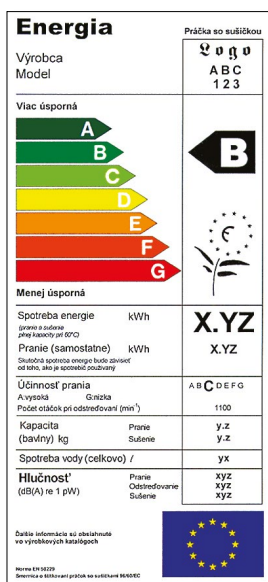 Energia
Práčka so sušičkou
Výrobca
Model
Logo
ABC
123
Viac úsporná
A
B
C
D
E
F
G
B
Menej úsporná
Spotreba energie kWh X.YZ
(pranie a sušenie
plnej kapacity pri 60°C)
Pranie (samostatne) kWh X.YZ
Skutočná spotreba energie bude závisieť
od toho, ako je spotrebič používaný
Účinnosť prania A B C D E F G
A:vysoká G:nízka
Počet otáčok pri odstreďovaní (min⁻¹) 1100
Kapacita Pranie y.z
(bavlny) kg Sušenie y.z
Spotreba vody (celkovo) l yx
Hlučnosť Pranie xyz
(dB(A) re 1 pW) Odstreďovanie xyz
Sušenie xyz
Ďalšie informácie sú obsiahnuté
vo výrobkových katalógoch
Norma EN 50229
Smernica o štítkovaní práčok so sušičkami 96/60/EC